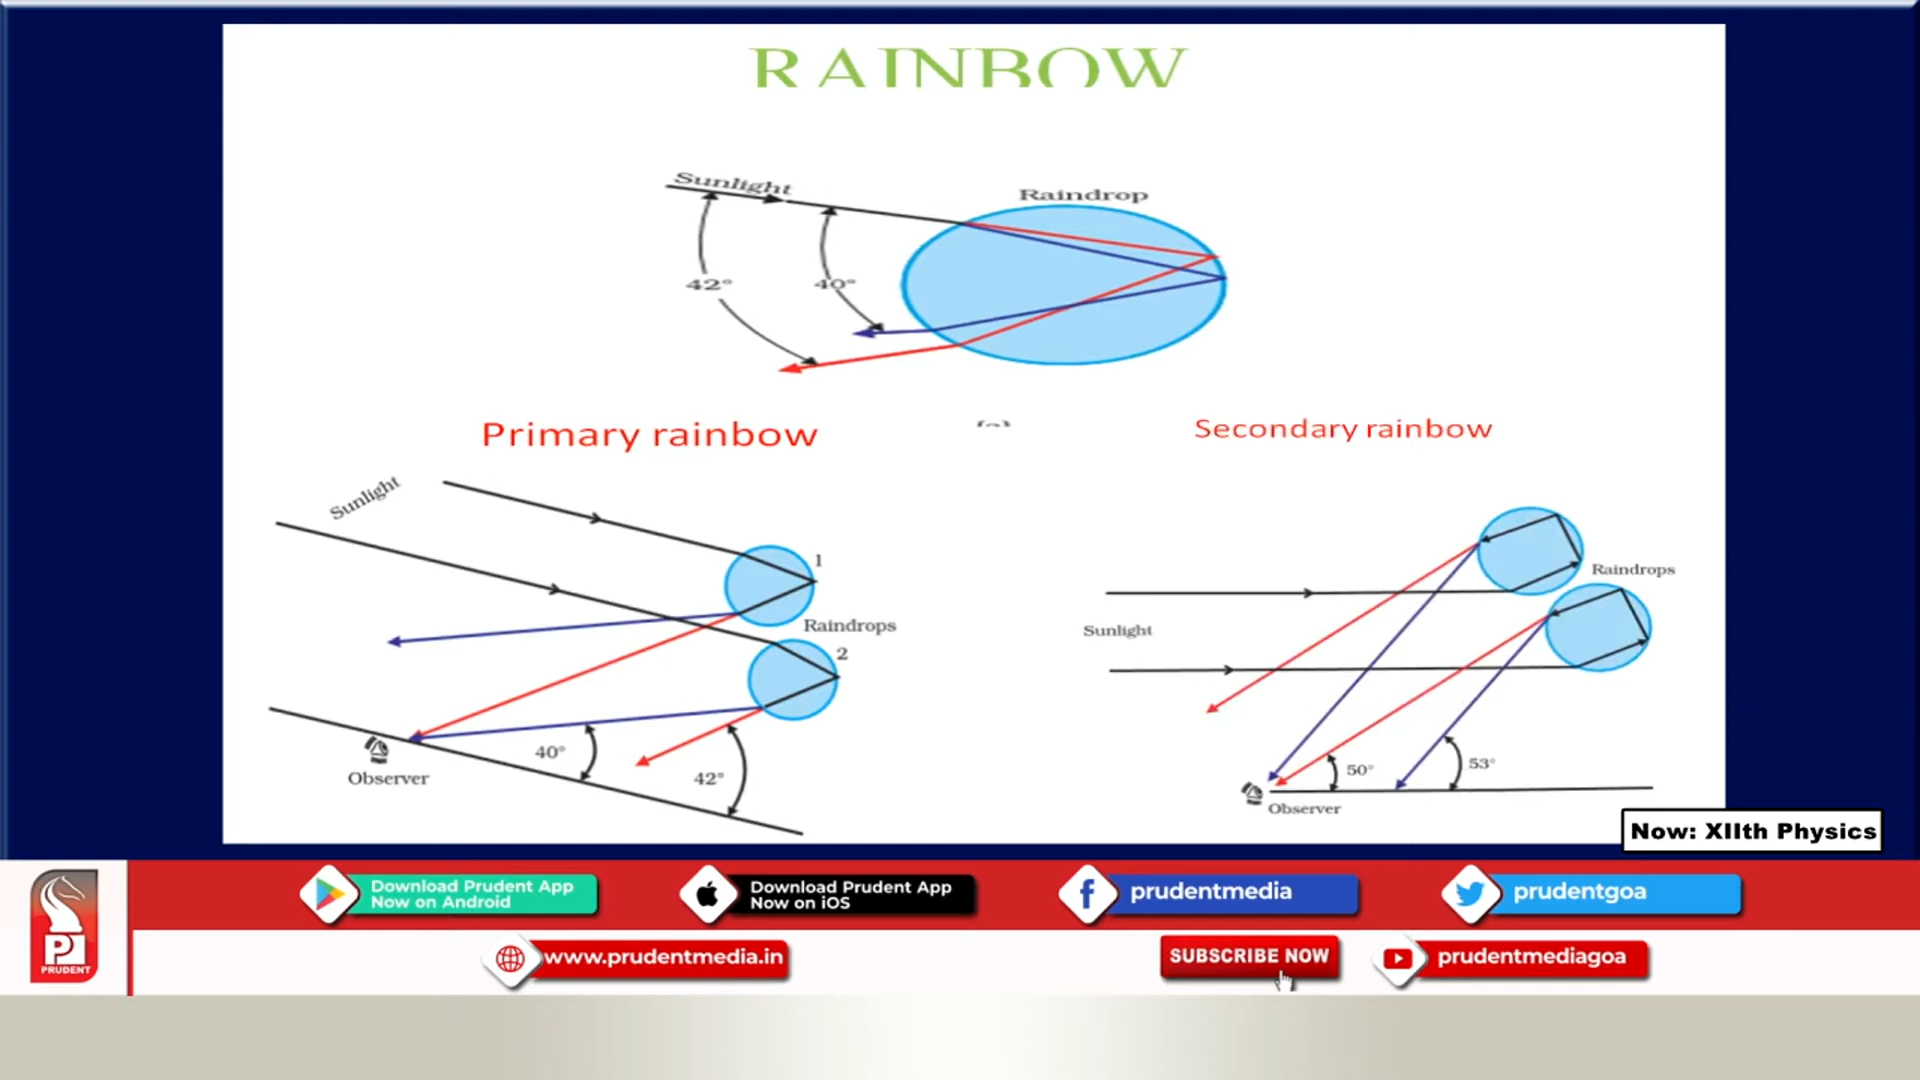 RAINBOW
Sunlight
Raindrop
42°
40°
Primary rainbow
Secondary rainbow
Sunlight
1
Raindrops
2
40°
42°
Observer
Raindrops
Sunlight
50°
53°
Observer
Now: XIIth Physics
Download Prudent App
Now on Android
Download Prudent App
Now on iOS
prudentmedia
prudentgoa
PI
PRUDENT
www.prudentmedia.in
SUBSCRIBE NOW
prudentmediagoa